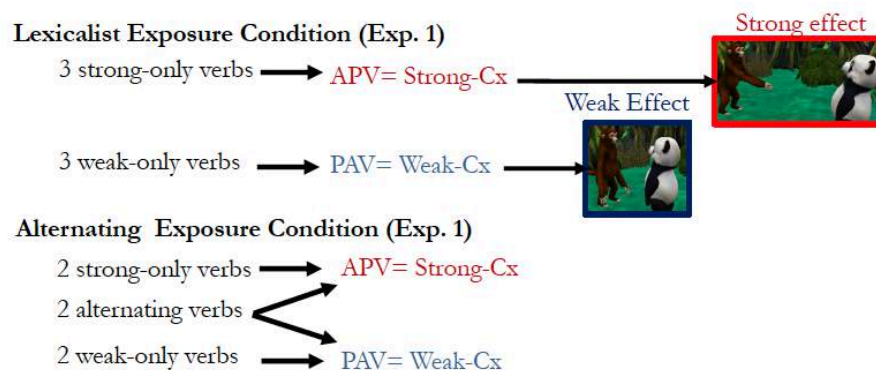 Lexicalist Exposure Condition (Exp. 1)
Strong effect
3 strong-only verbs
APV= Strong-Cx
Weak Effect
3 weak-only verbs
PAV= Weak-Cx
Alternating Exposure Condition (Exp. 1)
2 strong-only verbs
APV= Strong-Cx
2 alternating verbs
2 weak-only verbs
PAV= Weak-Cx